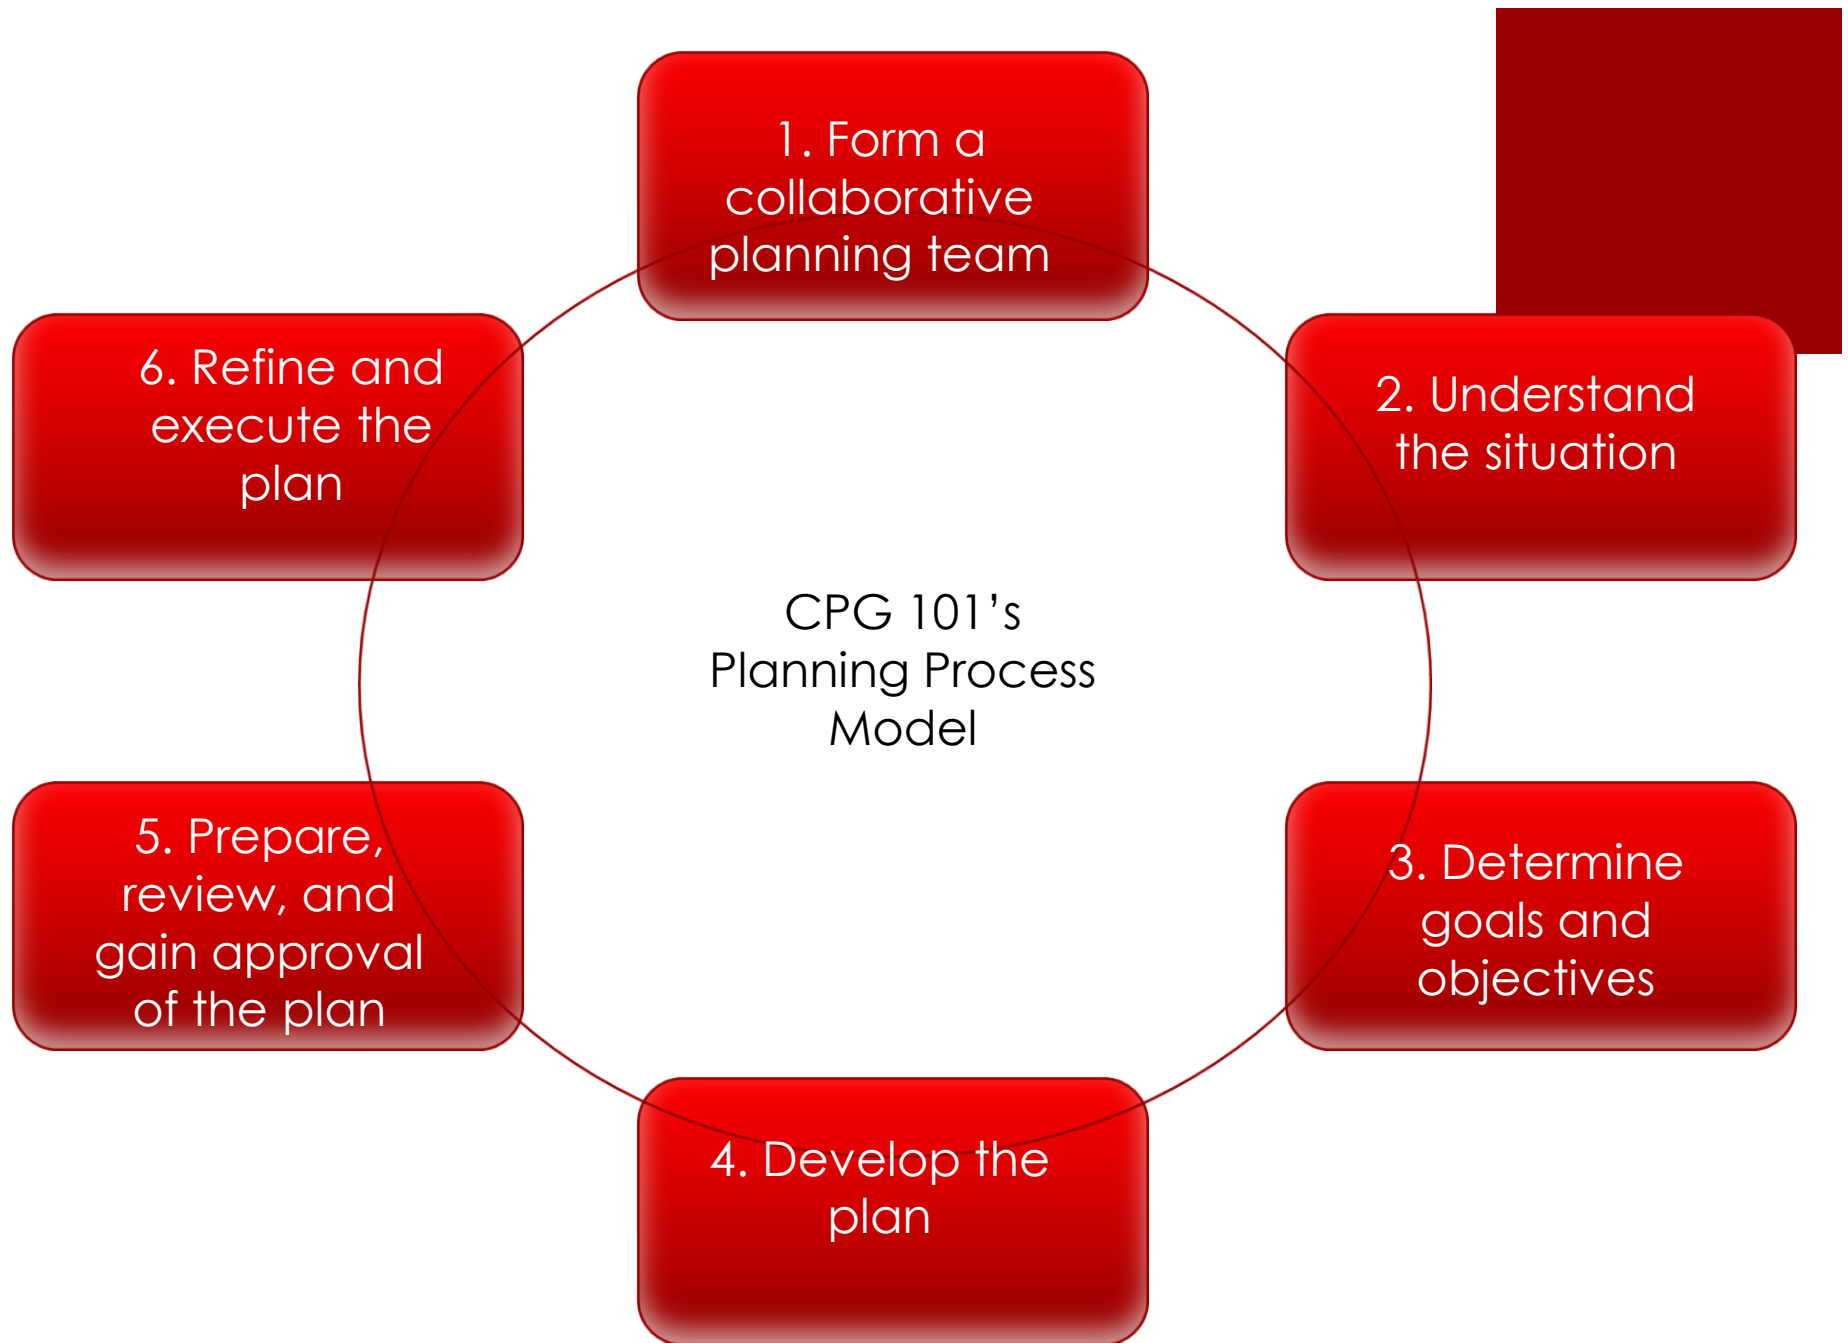 1. Form a
collaborative
planning team
2. Understand
the situation
3. Determine
goals and
objectives
4. Develop the
plan
5. Prepare,
review, and
gain approval
of the plan
6. Refine and
execute the
plan
CPG 101’s
Planning Process
Model